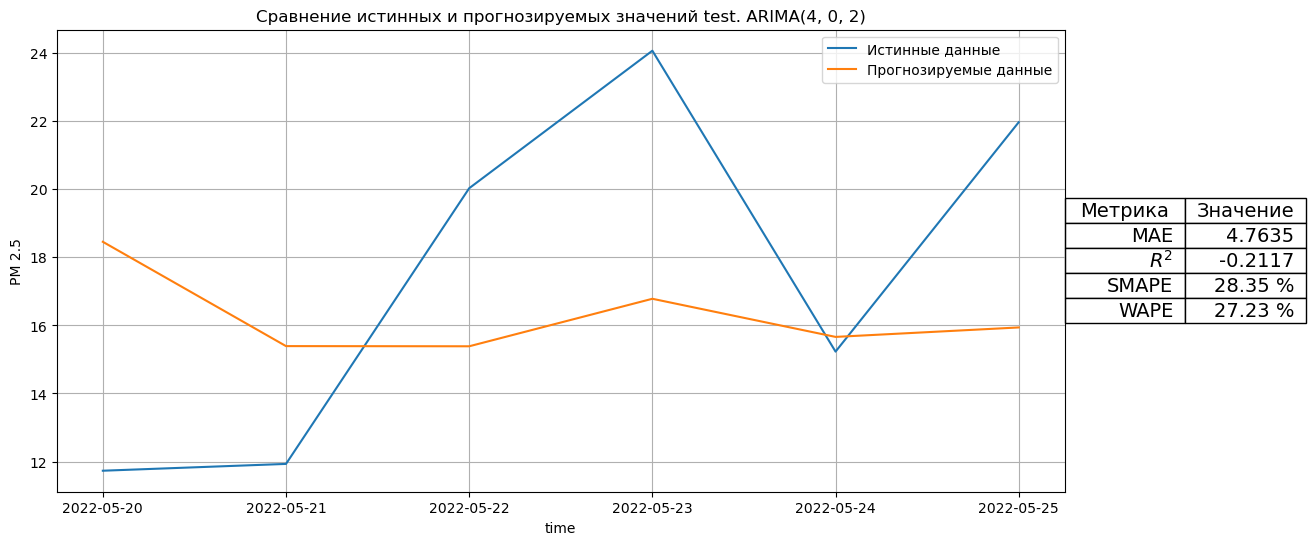 Сравнение истинных и прогнозируемых значений test. ARIMA(4, 0, 2)
Истинные данные
Прогнозируемые данные
24
22
20
18
16
14
12
PM 2.5
2022-05-20 2022-05-21 2022-05-22 2022-05-23 2022-05-24 2022-05-25
time
Метрика Значение
MAE 4.7635
R² -0.2117
SMAPE 28.35 %
WAPE 27.23 %